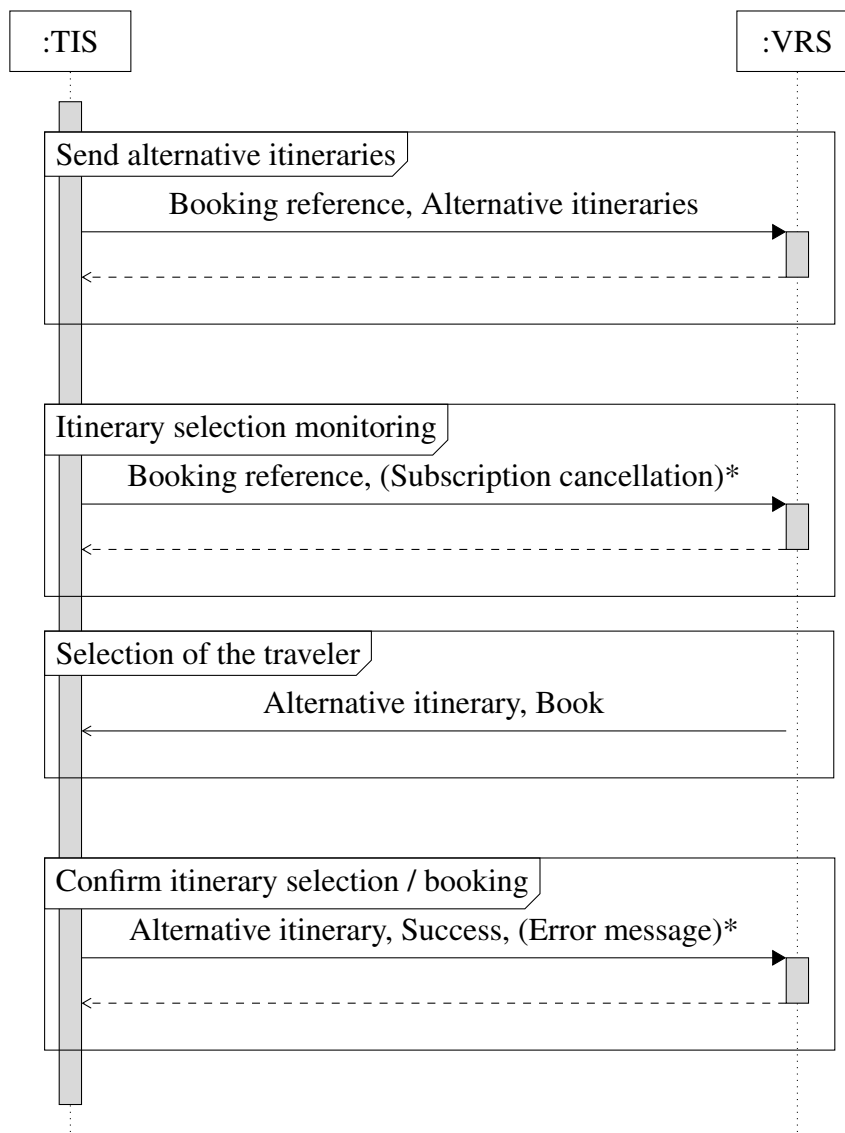 :TIS
:VRS
Send alternative itineraries
Booking reference, Alternative itineraries
Itinerary selection monitoring
Booking reference, (Subscription cancellation)*
Selection of the traveler
Alternative itinerary, Book
Confirm itinerary selection / booking
Alternative itinerary, Success, (Error message)*